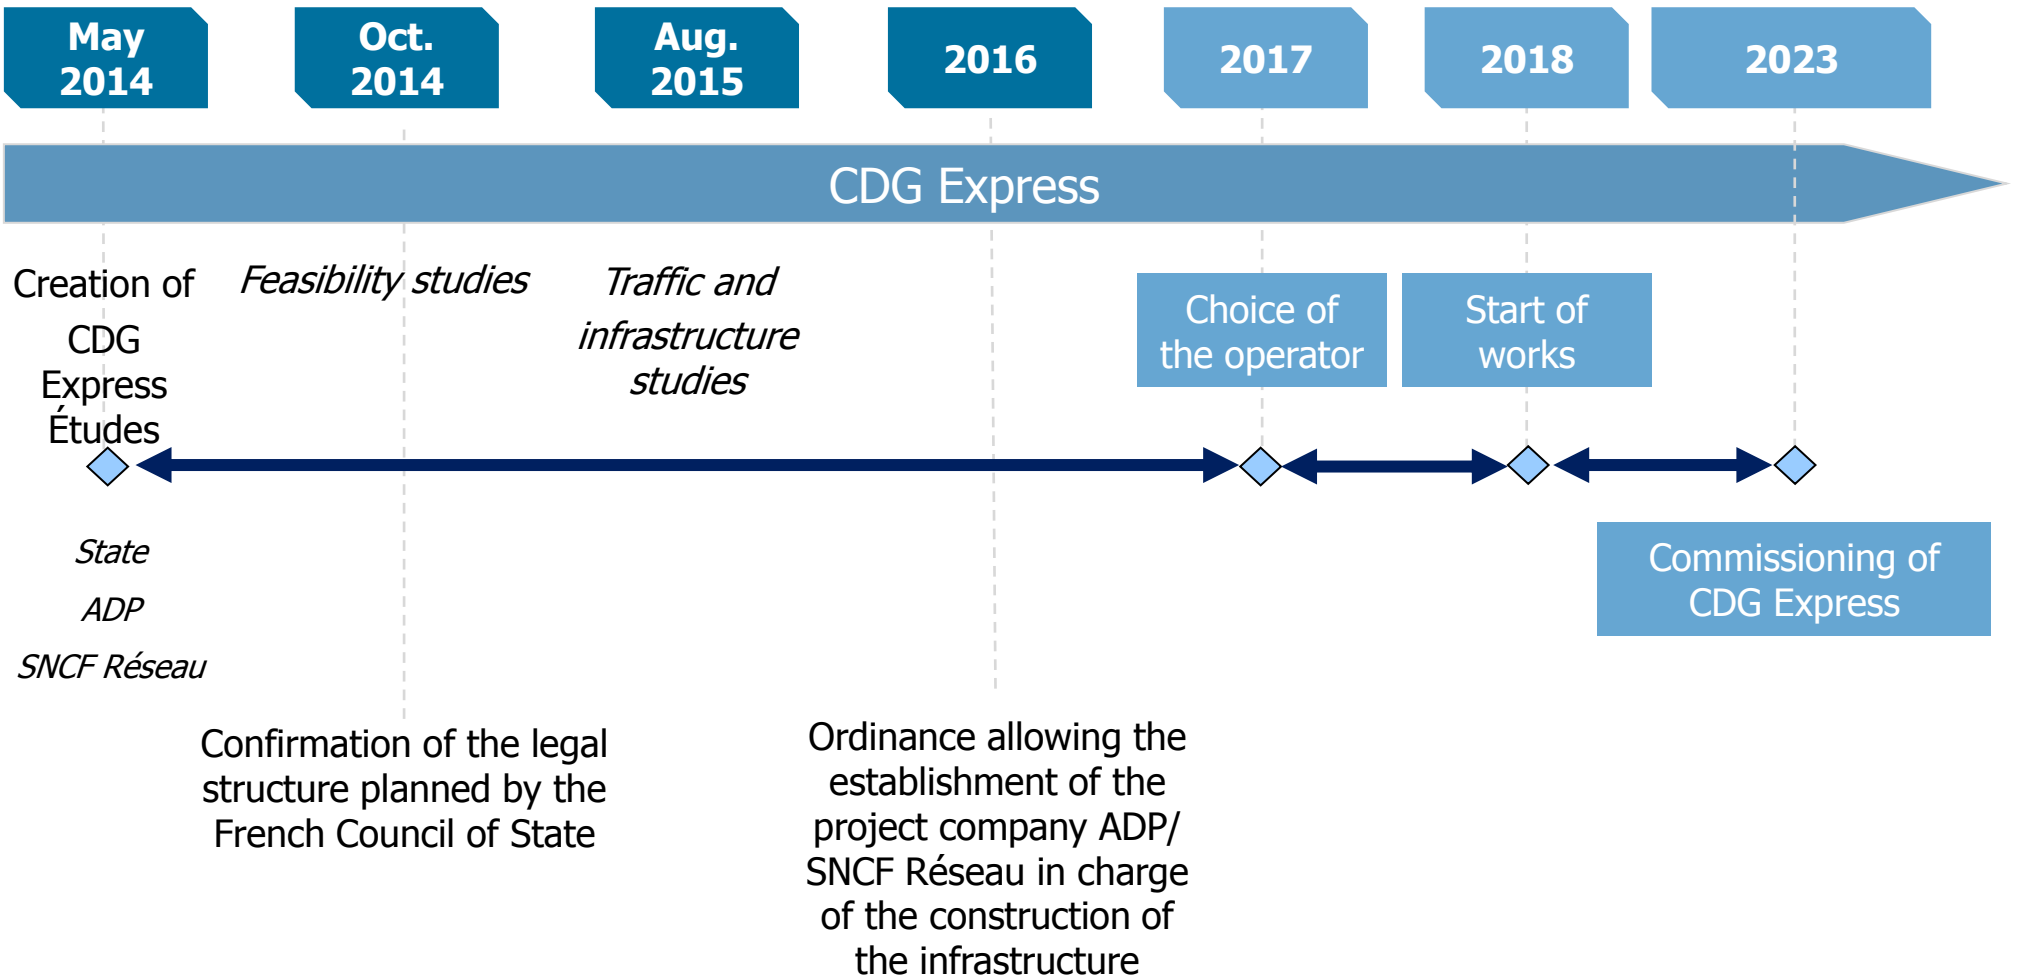 May
2014
Oct.
2014
Aug.
2015
2016
2017
2018
2023
CDG Express
Creation of
CDG
Express
Études
Feasibility studies
Traffic and
infrastructure
studies
Choice of
the operator
Start of
works
State
ADP
SNCF Réseau
Commissioning of
CDG Express
Confirmation of the legal
structure planned by the
French Council of State
Ordinance allowing the
establishment of the
project company ADP/
SNCF Réseau in charge
of the construction of
the infrastructure